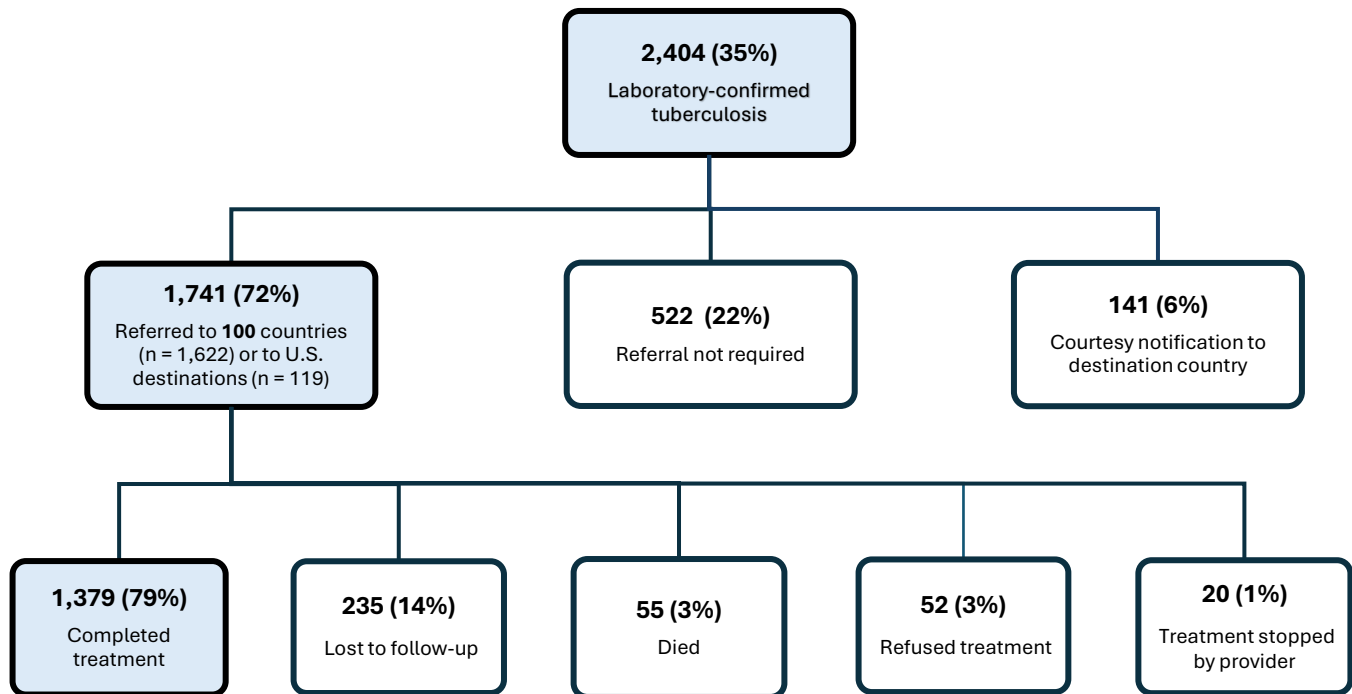 2,404 (35%)
Laboratory-confirmed
tuberculosis
1,741 (72%)
Referred to 100 countries
(n = 1,622) or to U.S.
destinations (n = 119)
522 (22%)
Referral not required
141 (6%)
Courtesy notification to
destination country
1,379 (79%)
Completed
treatment
235 (14%)
Lost to follow-up
55 (3%)
Died
52 (3%)
Refused treatment
20 (1%)
Treatment stopped
by provider